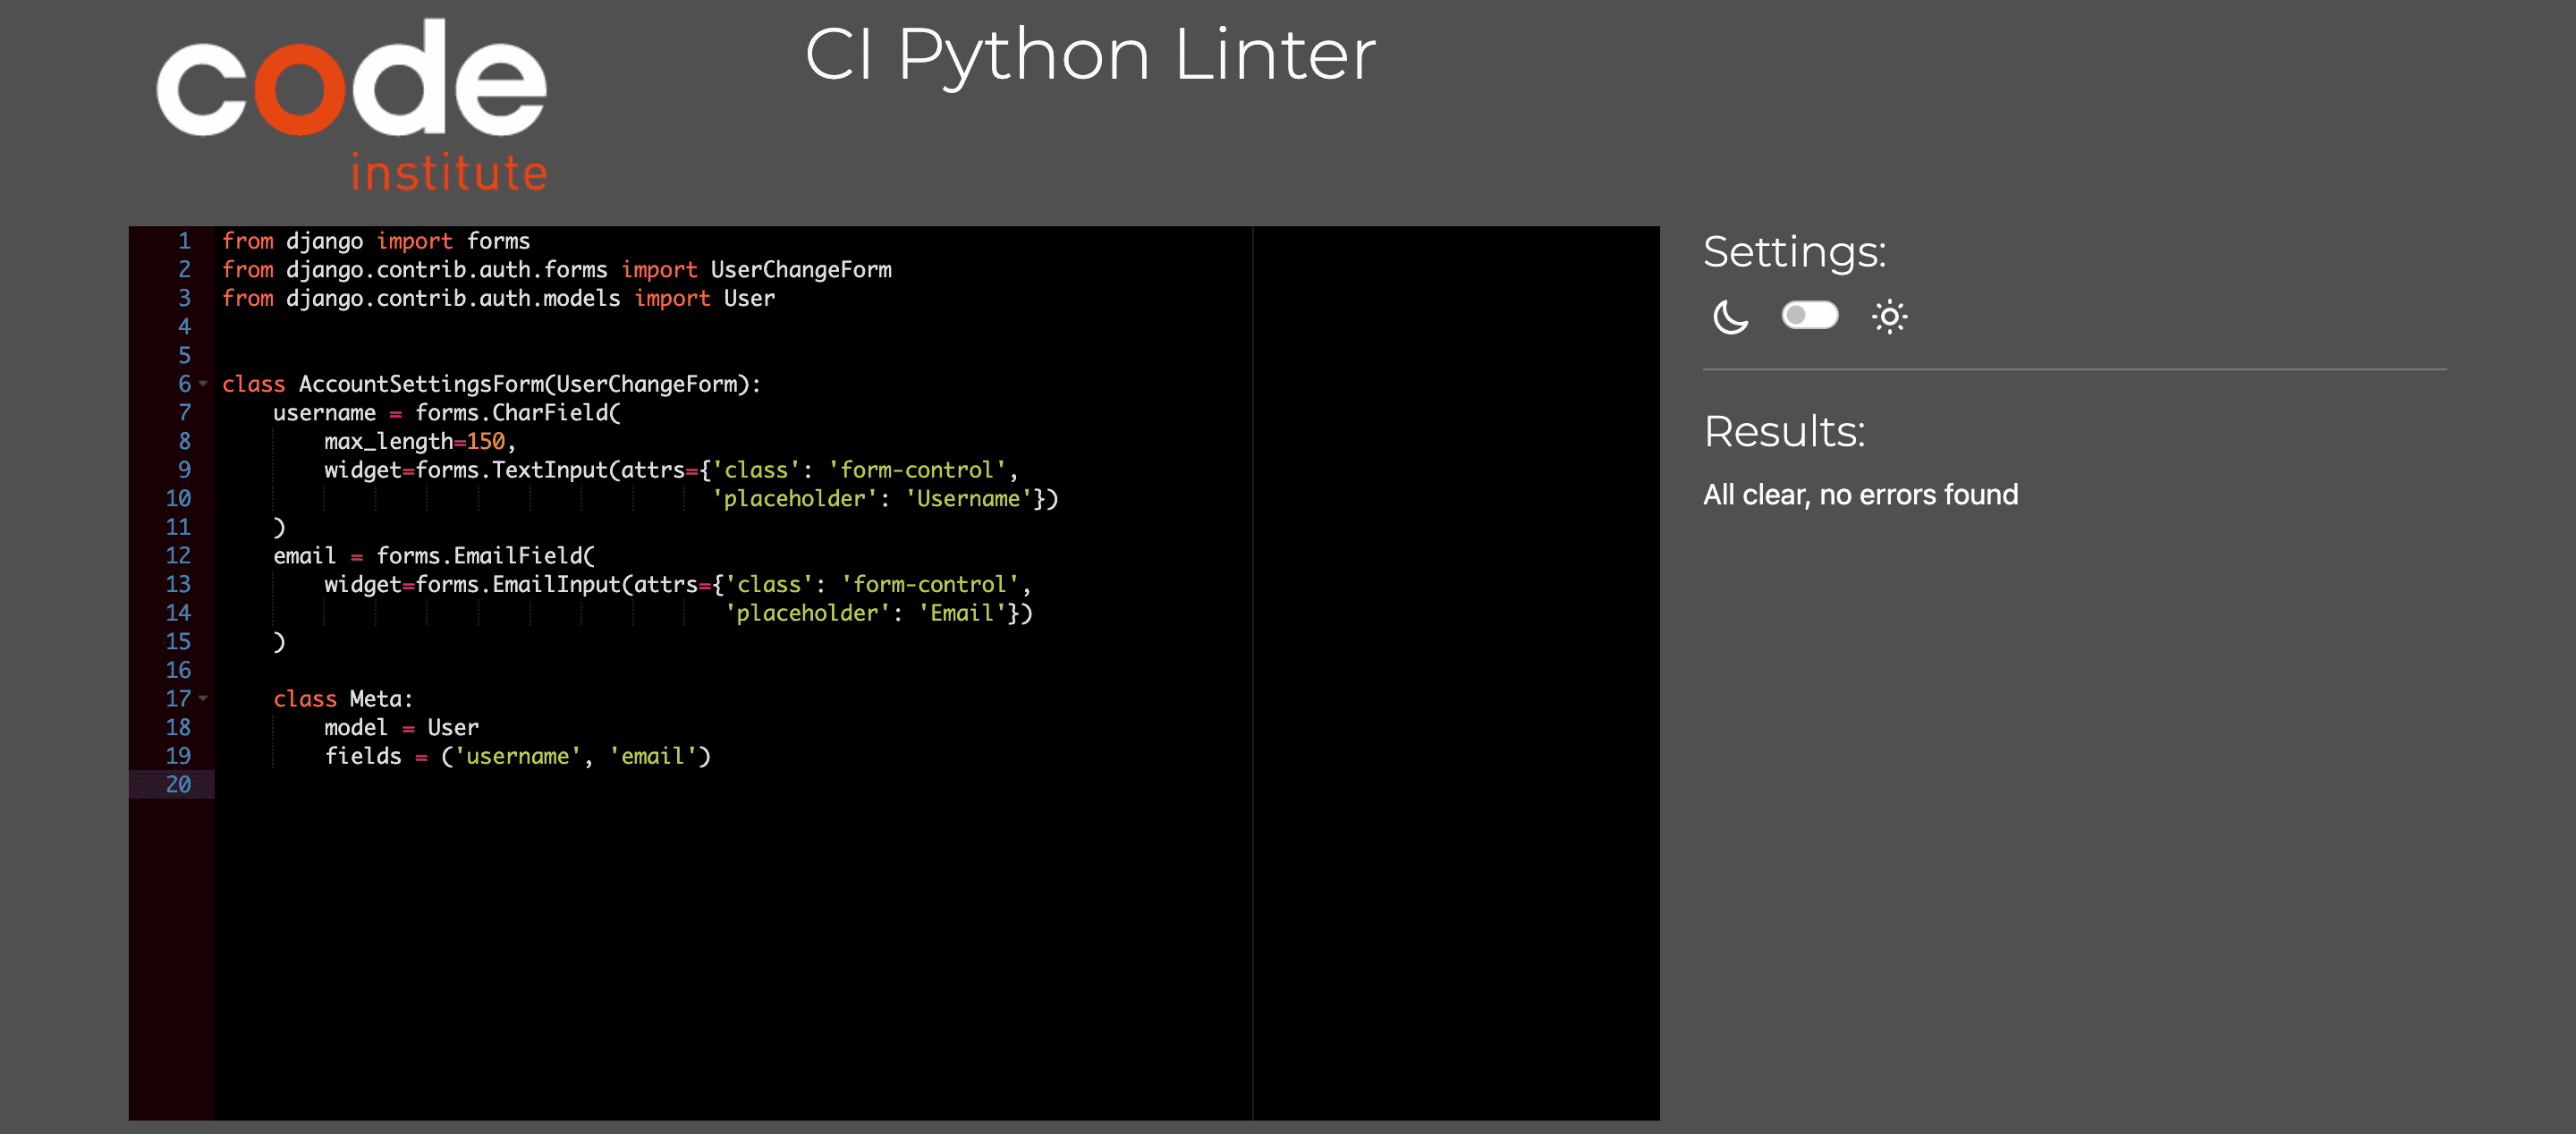 code
institute
CI Python Linter
1 from django import forms
2 from django.contrib.auth.forms import UserChangeForm
3 from django.contrib.auth.models import User
4
5
6 class AccountSettingsForm(UserChangeForm):
7     username = forms.CharField(
8         max_length=150,
9         widget=forms.TextInput(attrs={'class': 'form-control',
10                                       'placeholder': 'Username'})
11     )
12     email = forms.EmailField(
13         widget=forms.EmailInput(attrs={'class': 'form-control',
14                                        'placeholder': 'Email'})
15     )
16
17     class Meta:
18         model = User
19         fields = ('username', 'email')
20
Settings:
Results:
All clear, no errors found